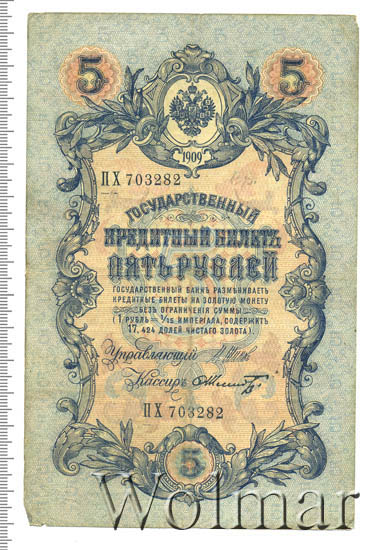 5 5
1909
ПХ 703282
ГОСУДАРСТВЕННЫЙ
КРЕДИТНЫЙ БИЛЕТЪ
ПЯТЬ РУБЛЕЙ
ГОСУДАРСТВЕННЫЙ БАНКЪ РАЗМѢНИВАЕТЪ
КРЕДИТНЫЕ БИЛЕТЫ НА ЗОЛОТУЮ МОНЕТУ
БЕЗЪ ОГРАНИЧЕНІЯ СУММЫ
(1 РУБЛЬ = 1/15 ИМПЕРІАЛА, СОДЕРЖИТЪ
17,424 ДОЛЕЙ ЧИСТАГО ЗОЛОТА)
Управляющій
Кассиръ
ПХ 703282
5
Wolmar